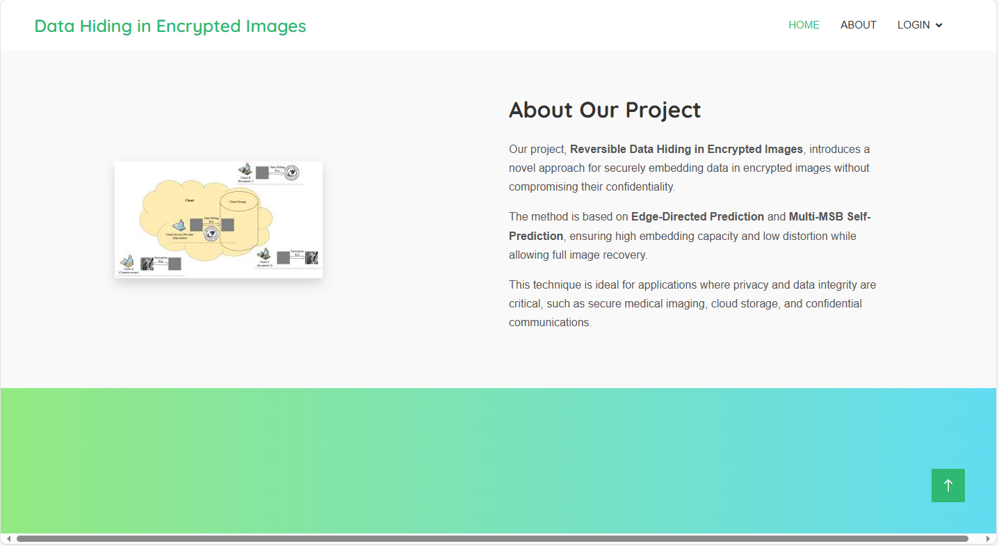 Data Hiding in Encrypted Images
HOME
ABOUT
LOGIN
About Our Project
Our project, Reversible Data Hiding in Encrypted Images, introduces a
novel approach for securely embedding data in encrypted images without
compromising their confidentiality.
The method is based on Edge-Directed Prediction and Multi-MSB Self-
Prediction, ensuring high embedding capacity and low distortion while
allowing full image recovery.
This technique is ideal for applications where privacy and data integrity are
critical, such as secure medical imaging, cloud storage, and confidential
communications.
Data Hiding
Key
Client B
(Recipient 1)
Cloud
Cloud Storage
Data Hiding
Key
Cloud Service Provider
(Data hider)
Encryption
Key
Client A
(Content owner)
Encryption
Key
Client C
(Recipient 2)